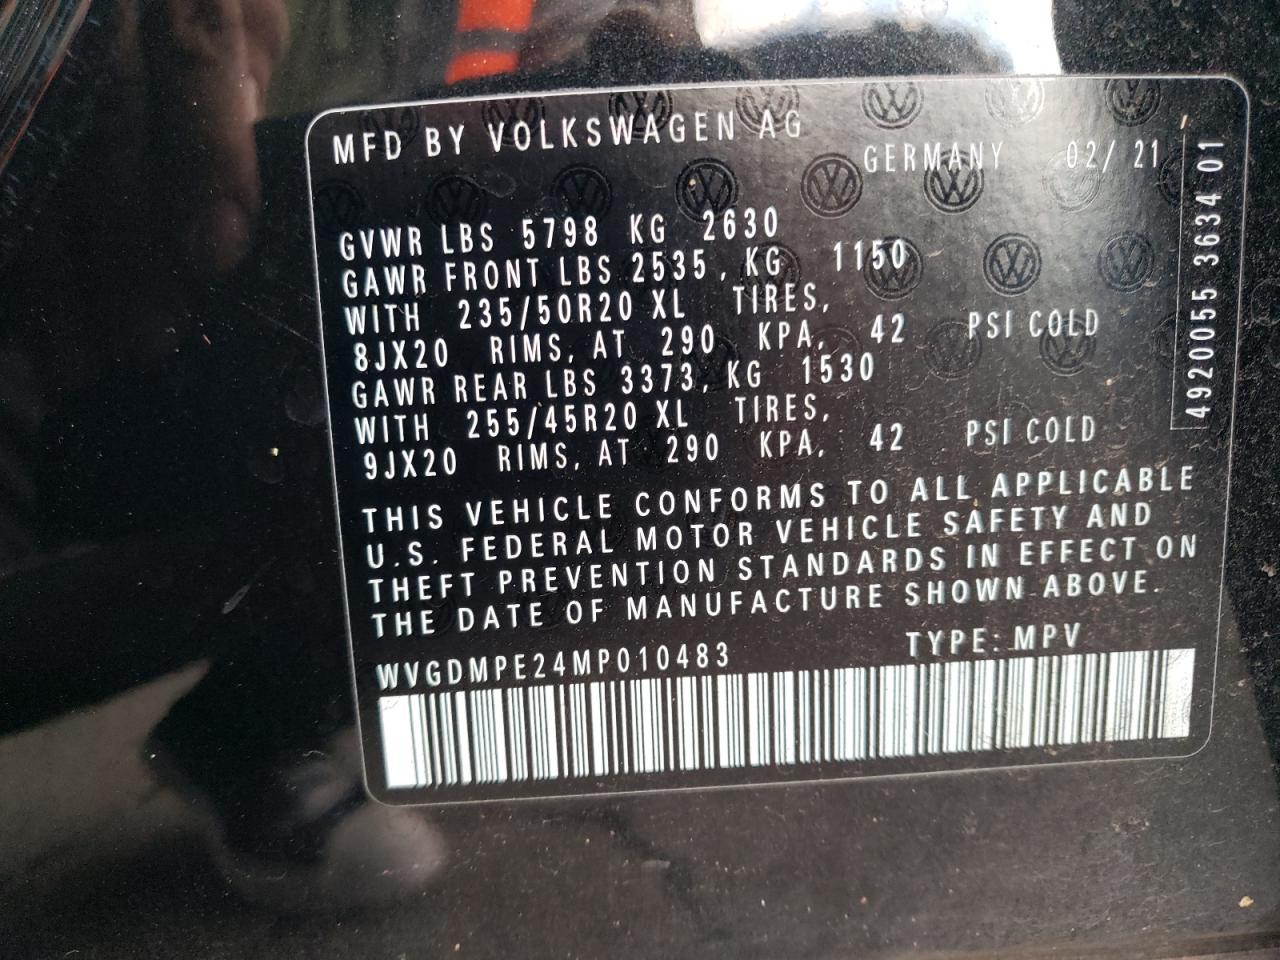 MFD BY VOLKSWAGEN AG
GERMANY 02/ 21
GVWR LBS 5798 KG 2630
GAWR FRONT LBS 2535, KG 1150
WITH 235/50R20 XL TIRES,
8JX20 RIMS, AT 290 KPA, 42 PSI COLD
GAWR REAR LBS 3373, KG 1530
WITH 255/45R20 XL TIRES,
9JX20 RIMS, AT 290 KPA, 42 PSI COLD
THIS VEHICLE CONFORMS TO ALL APPLICABLE
U.S. FEDERAL MOTOR VEHICLE SAFETY AND
THEFT PREVENTION STANDARDS IN EFFECT ON
THE DATE OF MANUFACTURE SHOWN ABOVE.
WVGDMPE24MP010483 TYPE: MPV
4920055 3634 01